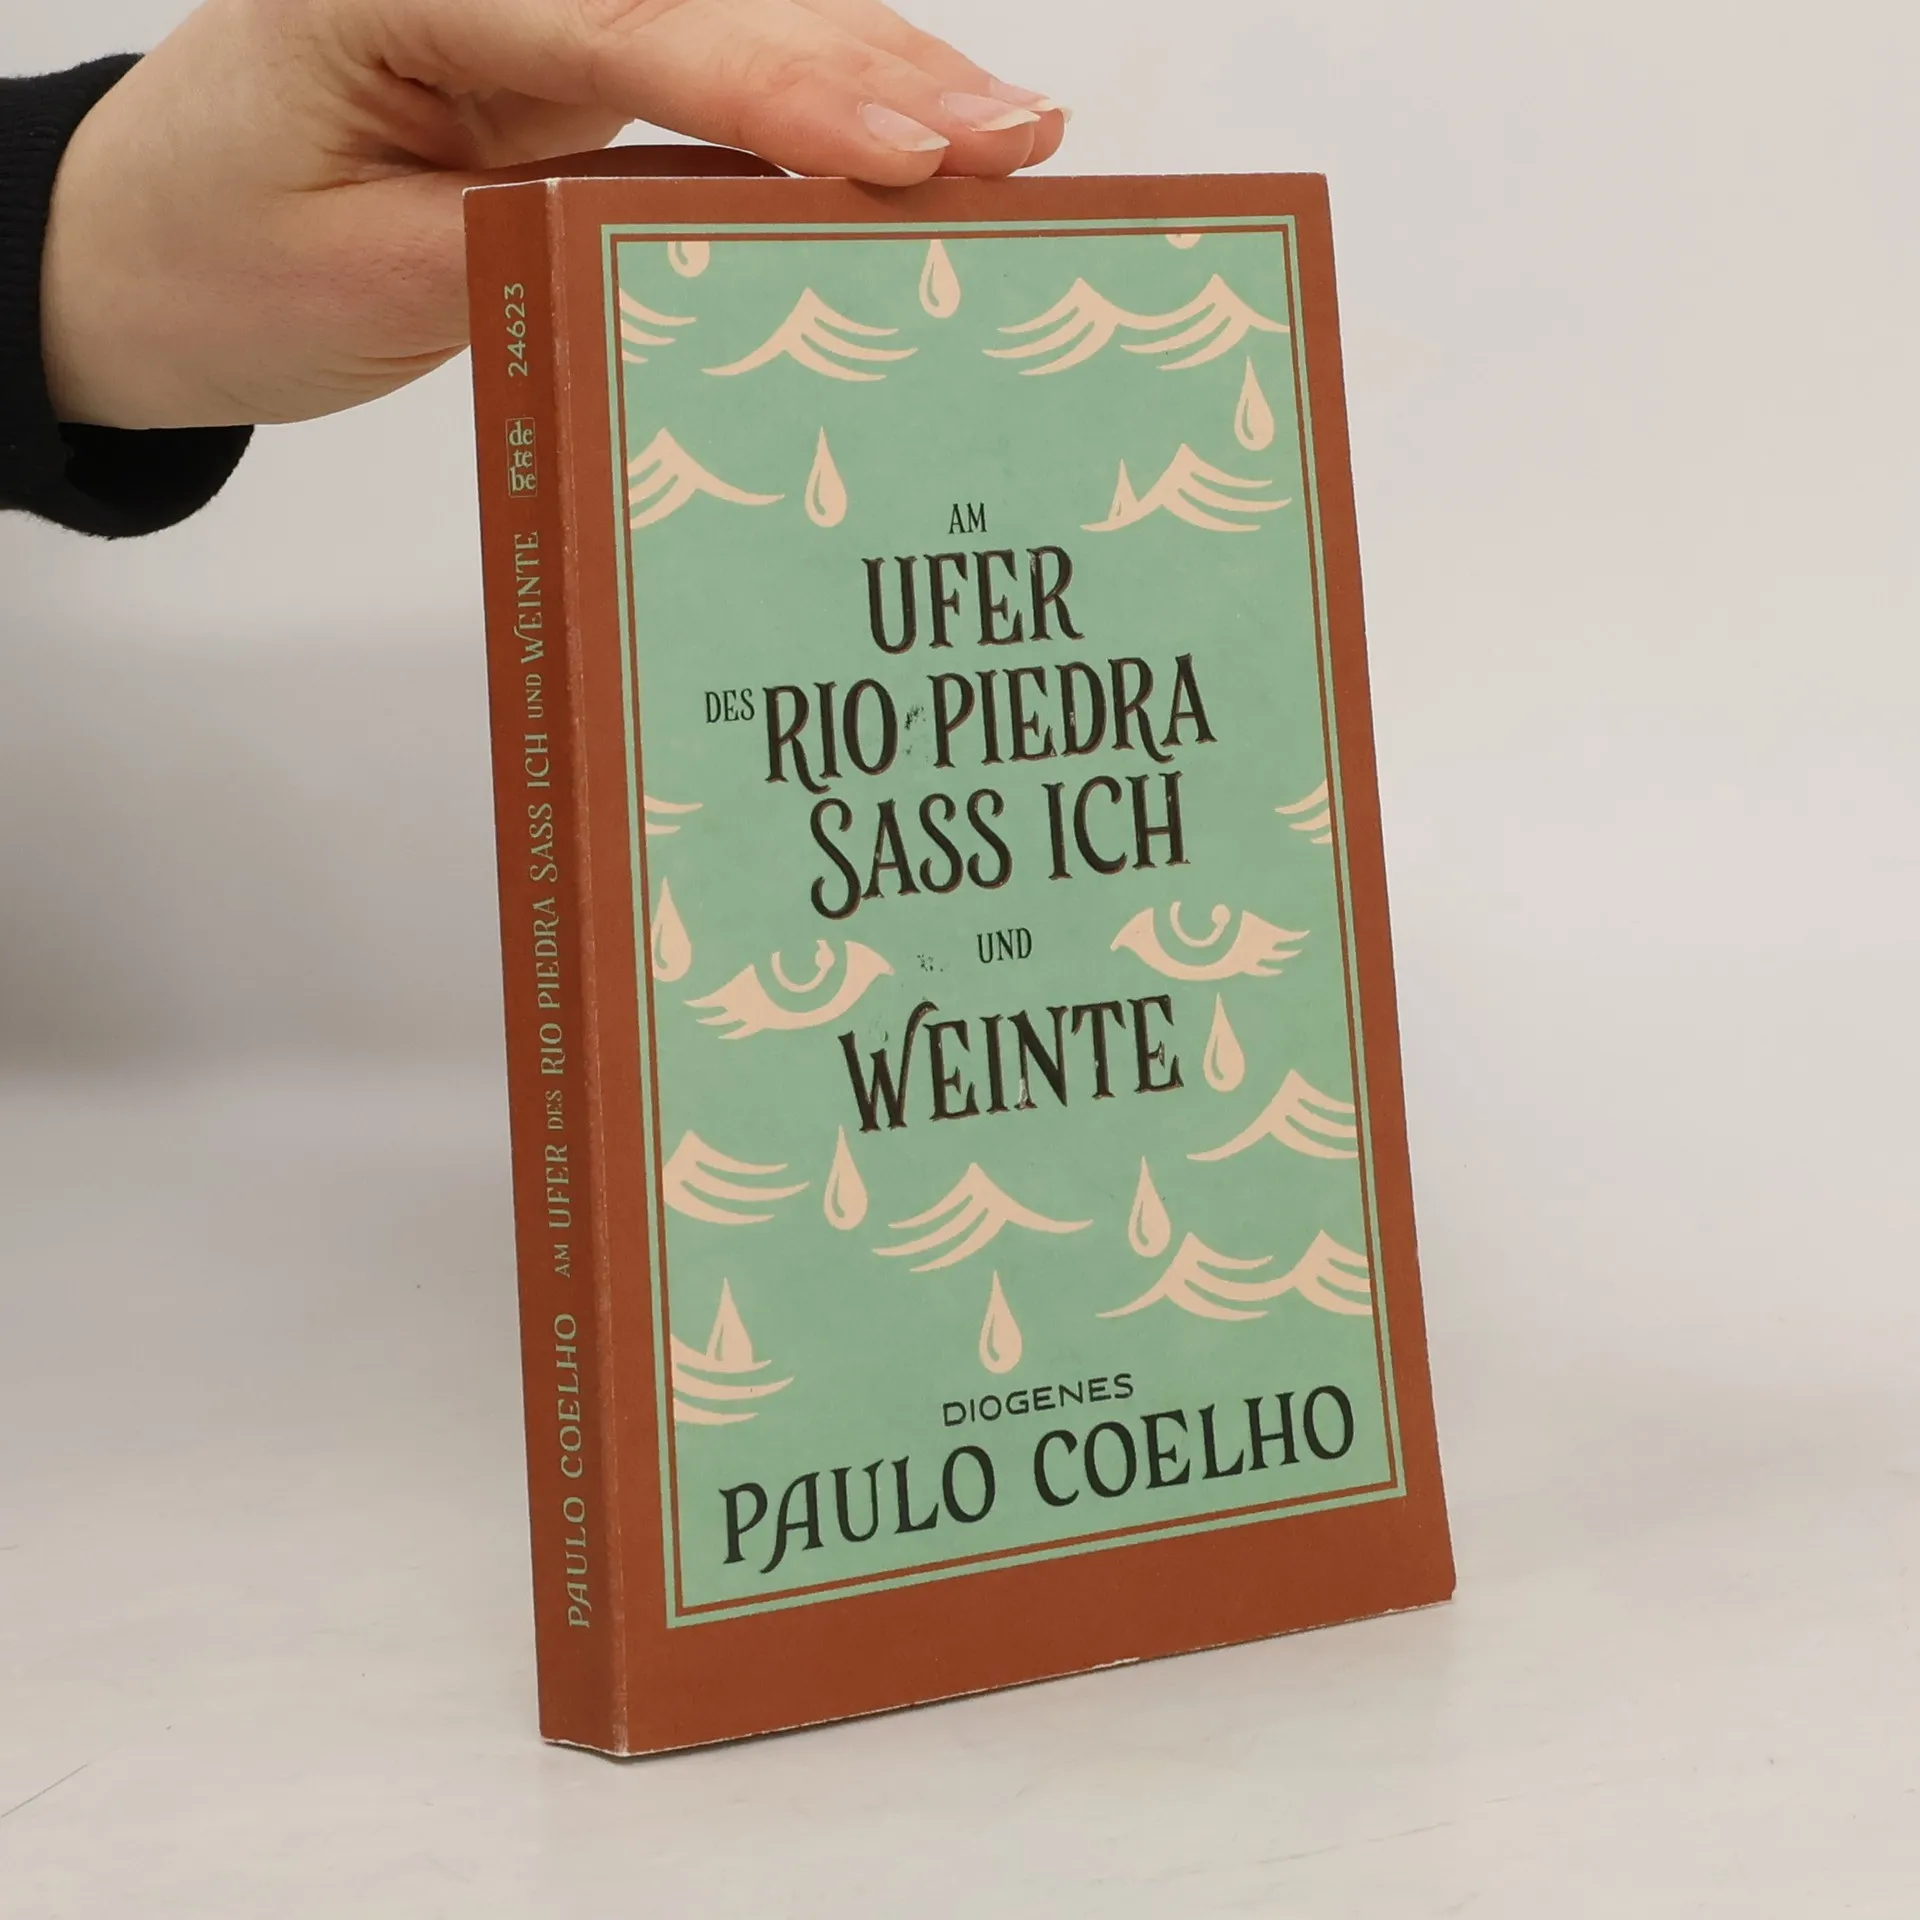 AM
UFER
DES RIO PIEDRA
SASS ICH
UND
WEINTE
DIOGENES
PAULO COELHO
PAULO COELHO AM UFER DES RIO PIEDRA SASS ICH UND WEINTE
de
te
be
24623